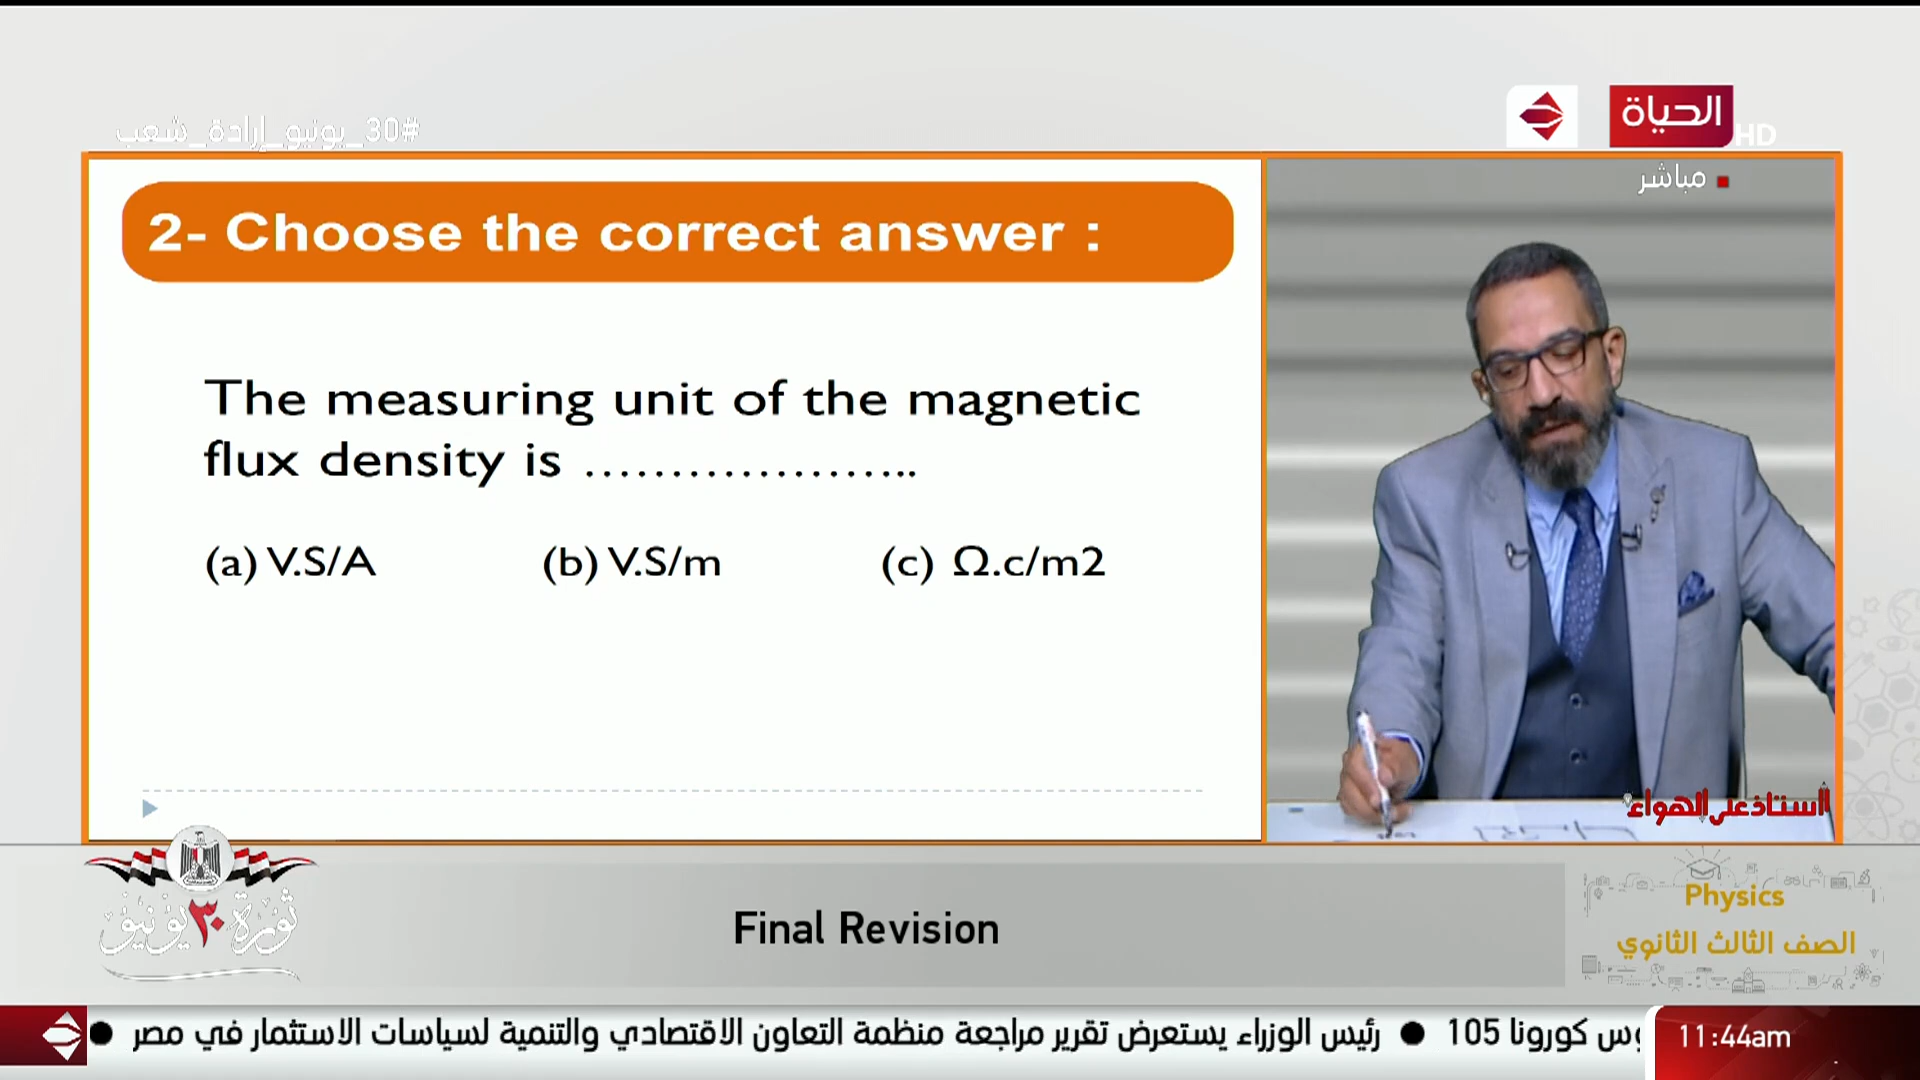 #30_يونيو_إرادة_شعب
الحياة
HD
مباشر
2- Choose the correct answer :
The measuring unit of the magnetic
flux density is ………………..
(a) V.S/A (b) V.S/m (c) Ω.c/m2
أستاذ على الهواء
ثورة ٣٠ يونيو
Final Revision
Physics
الصف الثالث الثانوي
وس كورونا 105 ● رئيس الوزراء يستعرض تقرير مراجعة منظمة التعاون الاقتصادي والتنمية لسياسات الاستثمار في مصر ●
11:44am